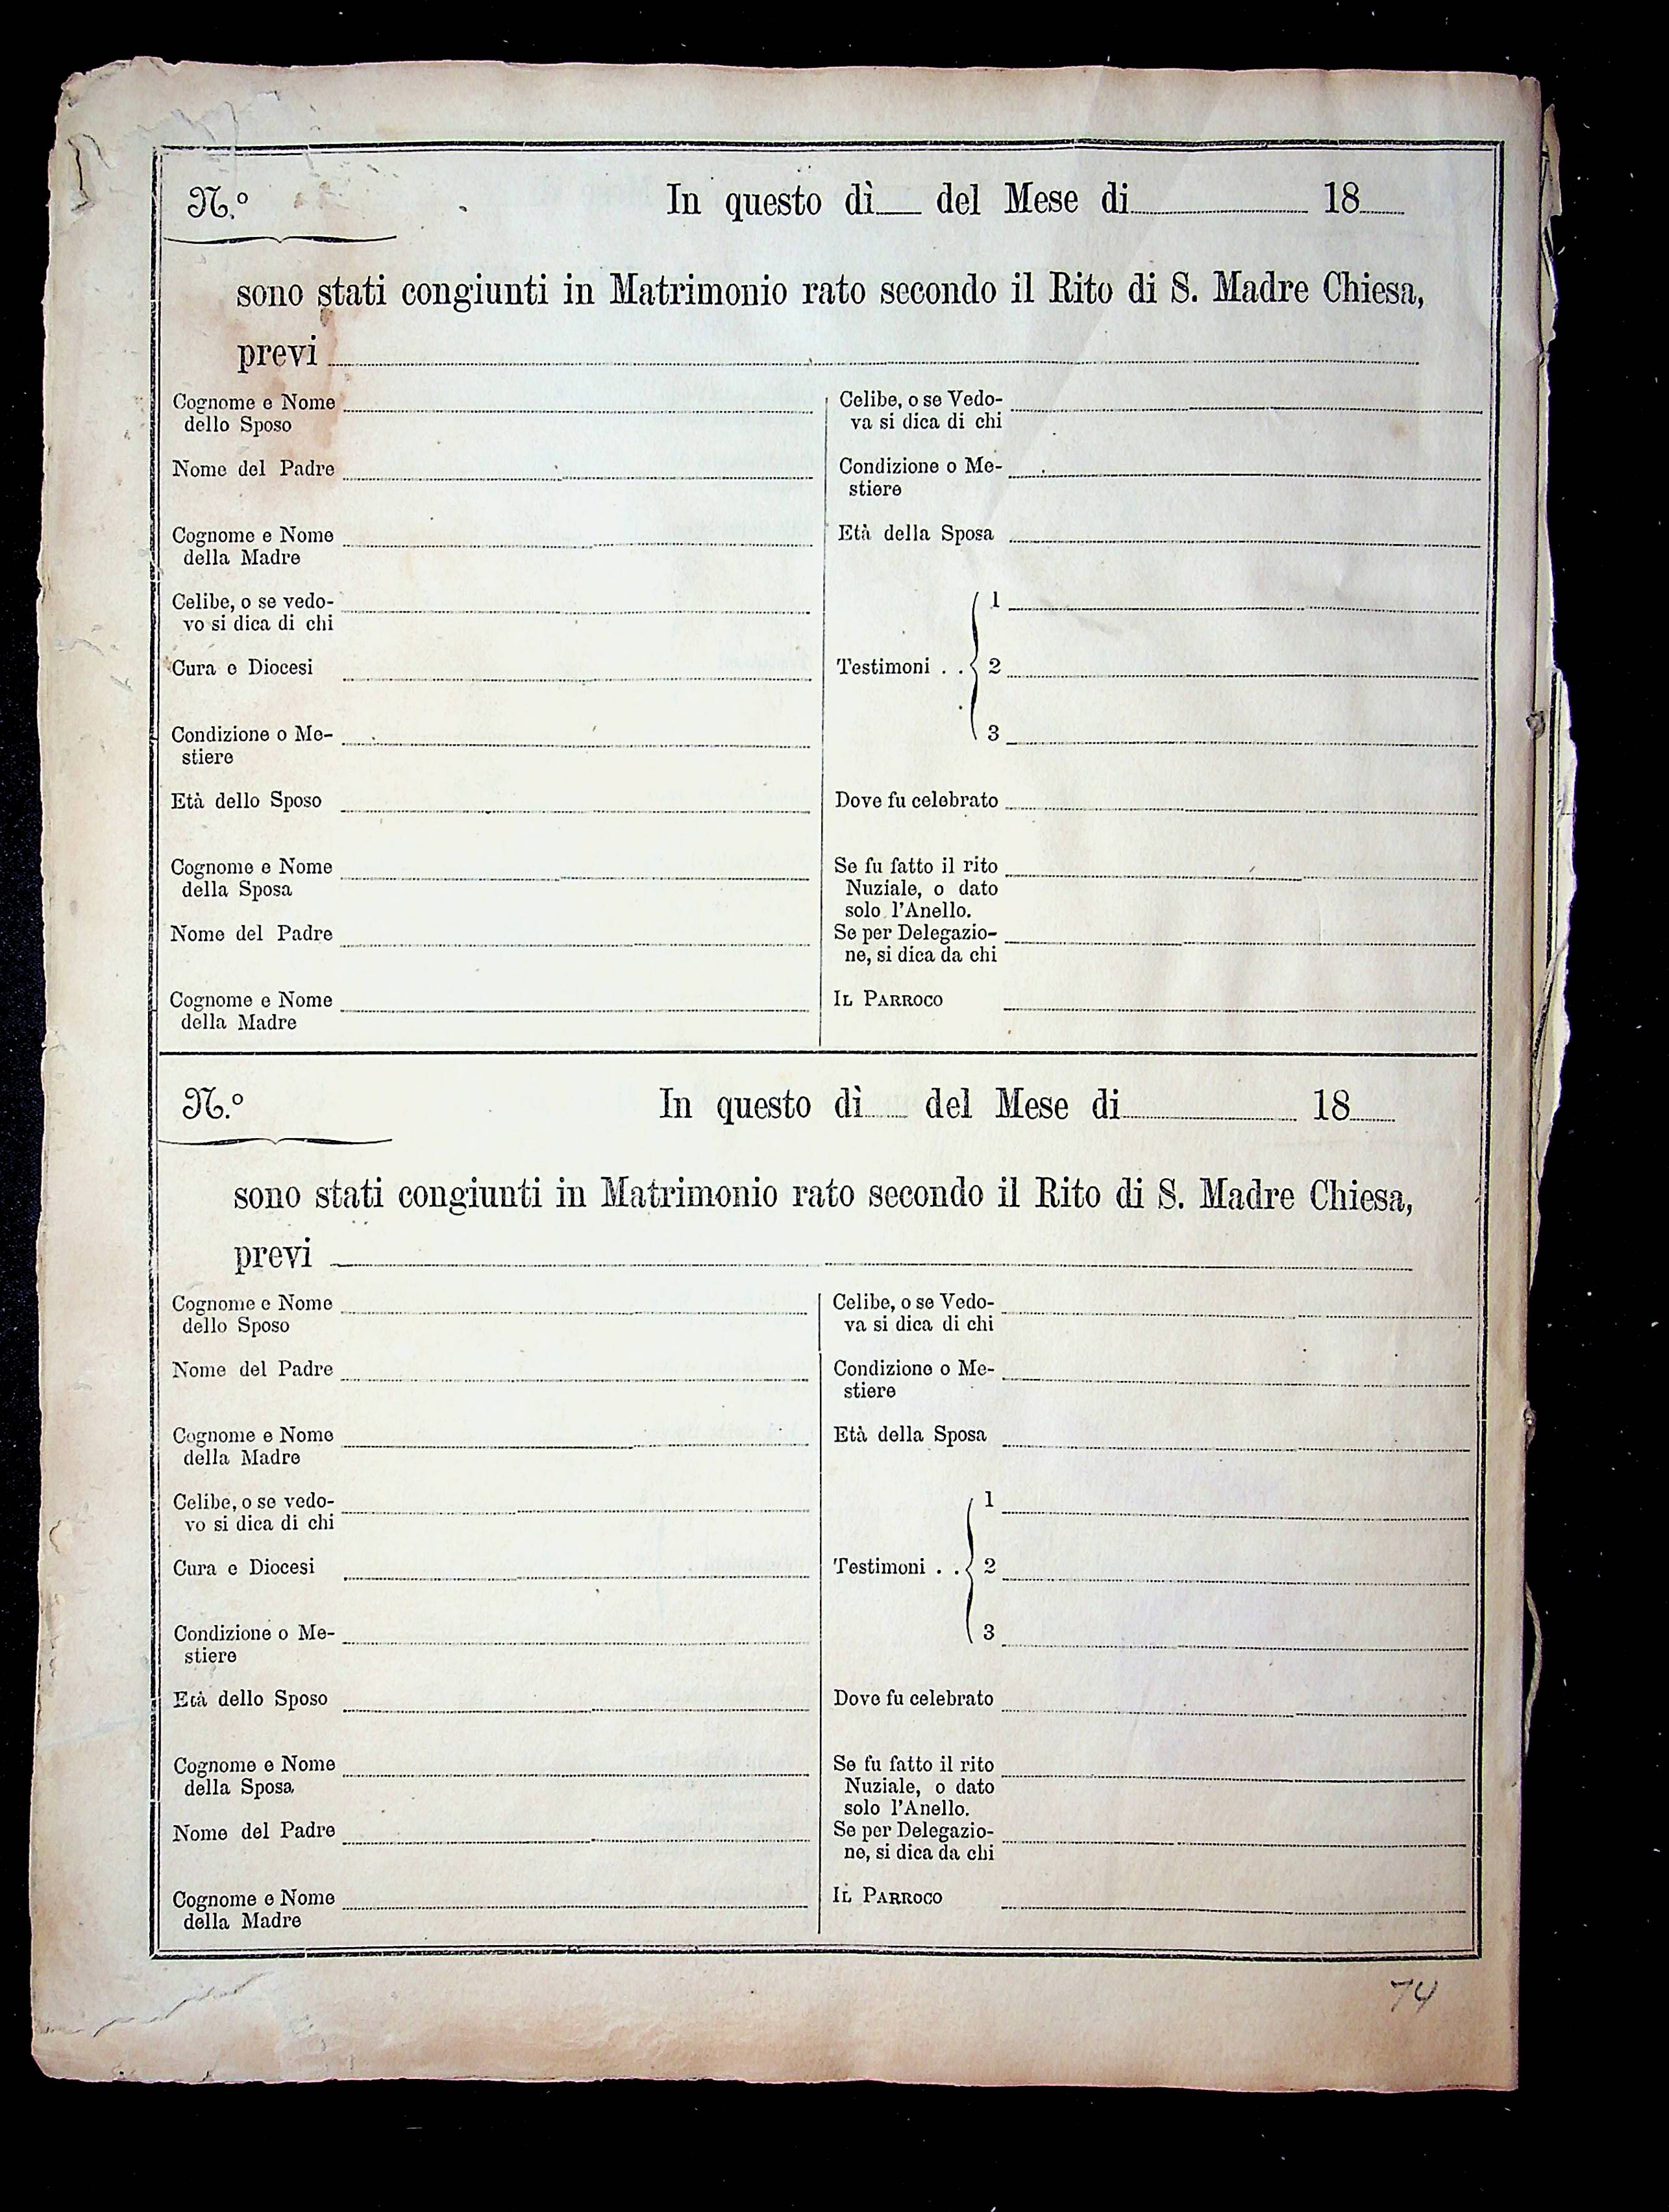 N.º In questo dì del Mese di 18
sono stati congiunti in Matrimonio rato secondo il Rito di S. Madre Chiesa,
previ
Cognome e Nome
dello Sposo
Nome del Padre
Cognome e Nome
della Madre
Celibe, o se vedo-
vo si dica di chi
Cura e Diocesi
Condizione o Me-
stiere
Età dello Sposo
Cognome e Nome
della Sposa
Nome del Padre
Cognome e Nome
della Madre
Celibe, o se Vedo-
va si dica di chi
Condizione o Me-
stiere
Età della Sposa
1
Testimoni . . 2
3
Dove fu celebrato
Se fu fatto il rito
Nuziale, o dato
solo l'Anello.
Se per Delegazio-
ne, si dica da chi
IL PARROCO
N.º In questo dì del Mese di 18
sono stati congiunti in Matrimonio rato secondo il Rito di S. Madre Chiesa,
previ
Cognome e Nome
dello Sposo
Nome del Padre
Cognome e Nome
della Madre
Celibe, o se vedo-
vo si dica di chi
Cura e Diocesi
Condizione o Me-
stiere
Età dello Sposo
Cognome e Nome
della Sposa
Nome del Padre
Cognome e Nome
della Madre
Celibe, o se Vedo-
va si dica di chi
Condizione o Me-
stiere
Età della Sposa
1
Testimoni . . 2
3
Dove fu celebrato
Se fu fatto il rito
Nuziale, o dato
solo l'Anello.
Se per Delegazio-
ne, si dica da chi
IL PARROCO
74